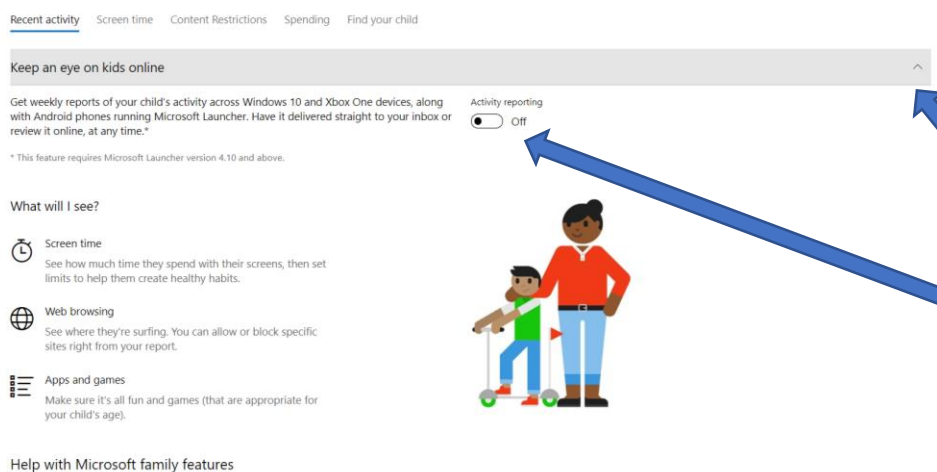 Recent activity Screen time Content Restrictions Spending Find your child
Keep an eye on kids online
Get weekly reports of your child's activity across Windows 10 and Xbox One devices, along
with Android phones running Microsoft Launcher. Have it delivered straight to your inbox or
review it online, at any time.*
Activity reporting
Off
* This feature requires Microsoft Launcher version 4.10 and above.
What will I see?
Screen time
See how much time they spend with their screens, then set
limits to help them create healthy habits.
Web browsing
See where they're surfing. You can allow or block specific
sites right from your report.
Apps and games
Make sure it's all fun and games (that are appropriate for
your child's age).
Help with Microsoft family features